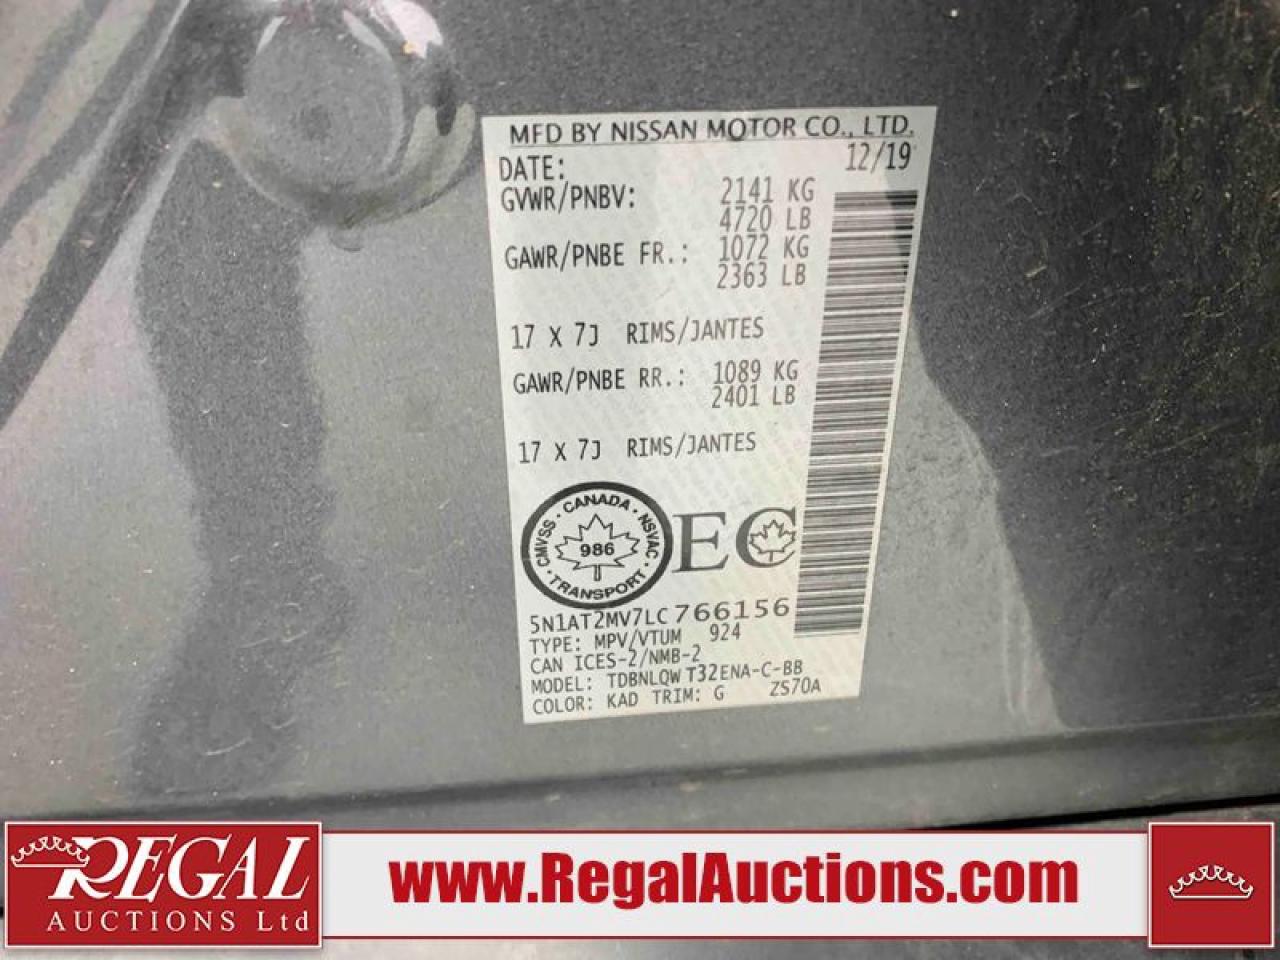 MFD BY NISSAN MOTOR CO., LTD.
DATE: 12/19
GVWR/PNBV: 2141 KG
4720 LB
GAWR/PNBE FR.: 1072 KG
2363 LB
17 X 7J RIMS/JANTES
GAWR/PNBE RR.: 1089 KG
2401 LB
17 X 7J RIMS/JANTES
CMVSS · CANADA · NSVAC · TRANSPORT ·
986
EC
5N1AT2MV7LC766156
TYPE: MPV/VTUM 924
CAN ICES-2/NMB-2
MODEL: TDBNLQW T32ENA-C-BB
COLOR: KAD TRIM: G ZS70A
REGAL
AUCTIONS Ltd
www.RegalAuctions.com